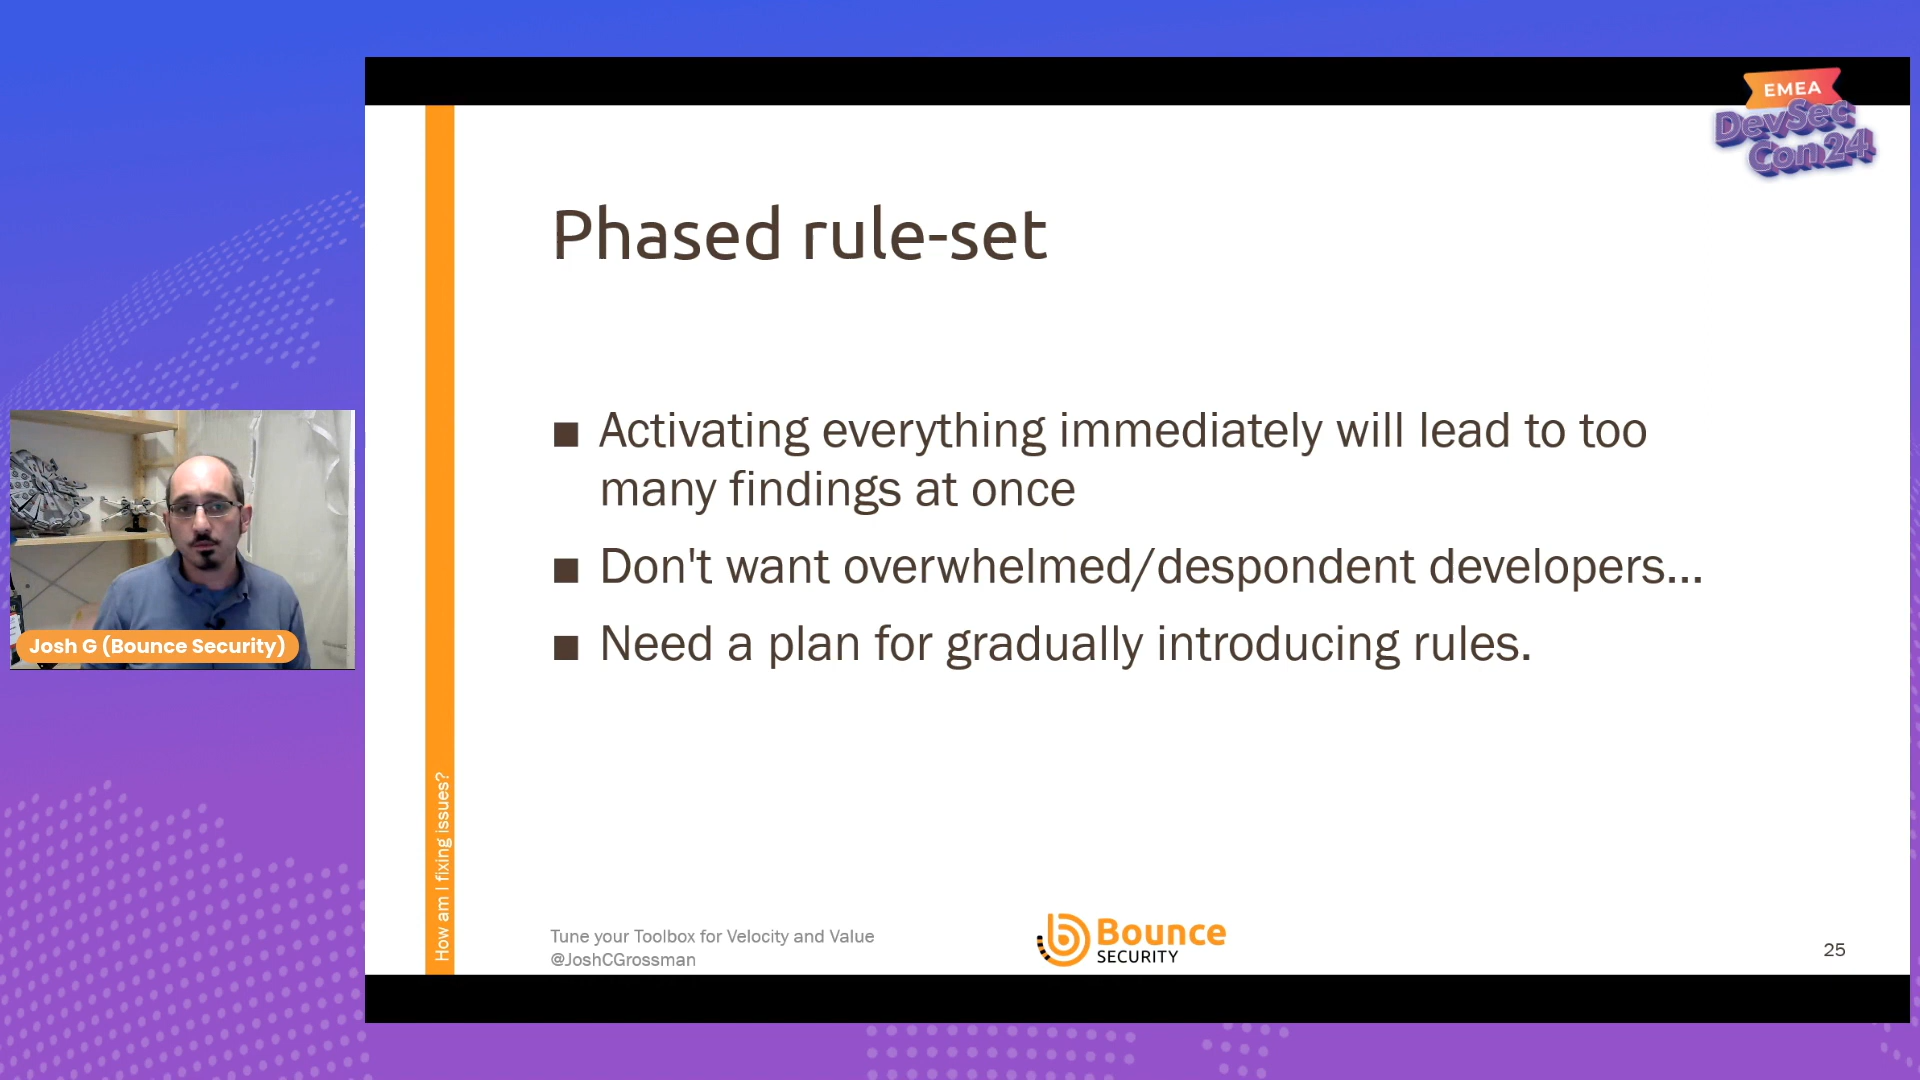 EMEA
DevSec
Con24
Phased rule-set
■ Activating everything immediately will lead to too
many findings at once
■ Don't want overwhelmed/despondent developers...
■ Need a plan for gradually introducing rules.
Josh G (Bounce Security)
How am I fixing issues?
Tune your Toolbox for Velocity and Value
@JoshCGrossman
Bounce
SECURITY
25